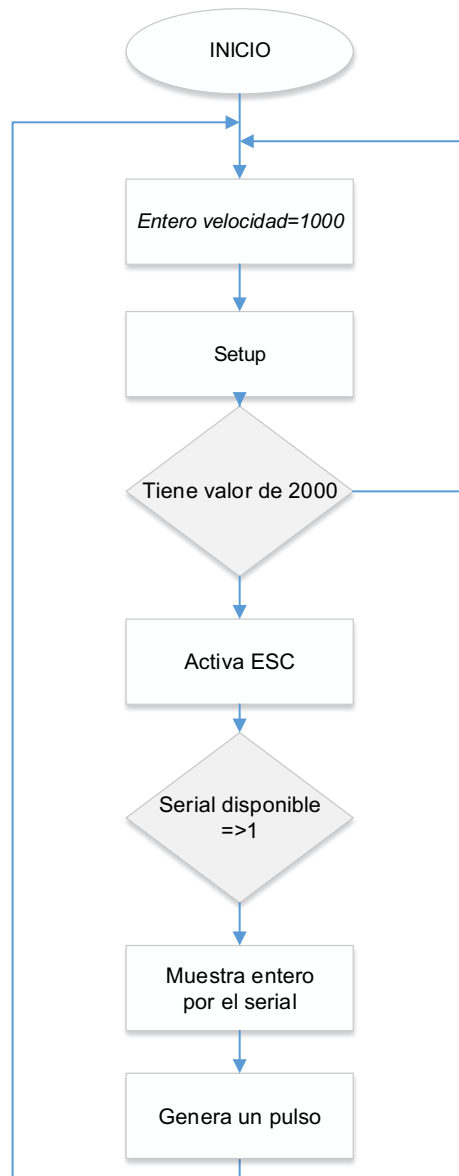 INICIO
Entero velocidad=1000
Setup
Tiene valor de 2000
Activa ESC
Serial disponible
=>1
Muestra entero
por el serial
Genera un pulso